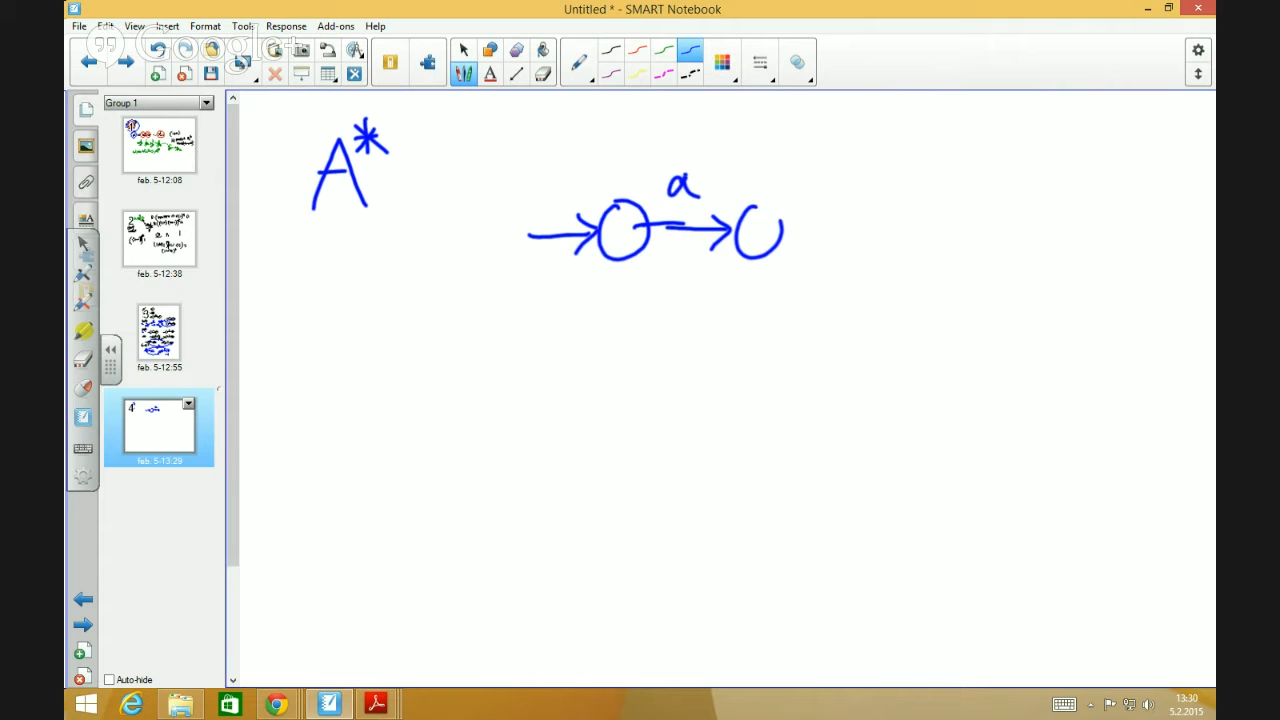 Untitled * - SMART Notebook
File Edit View Insert Format Tools Response Help Add-ons
Google+
Group 1
feb. 5-12:08
feb. 5-12:38
feb. 5-12:55
feb. 5-13:29
A*
a
Auto-hide
13:30
5.2.2015